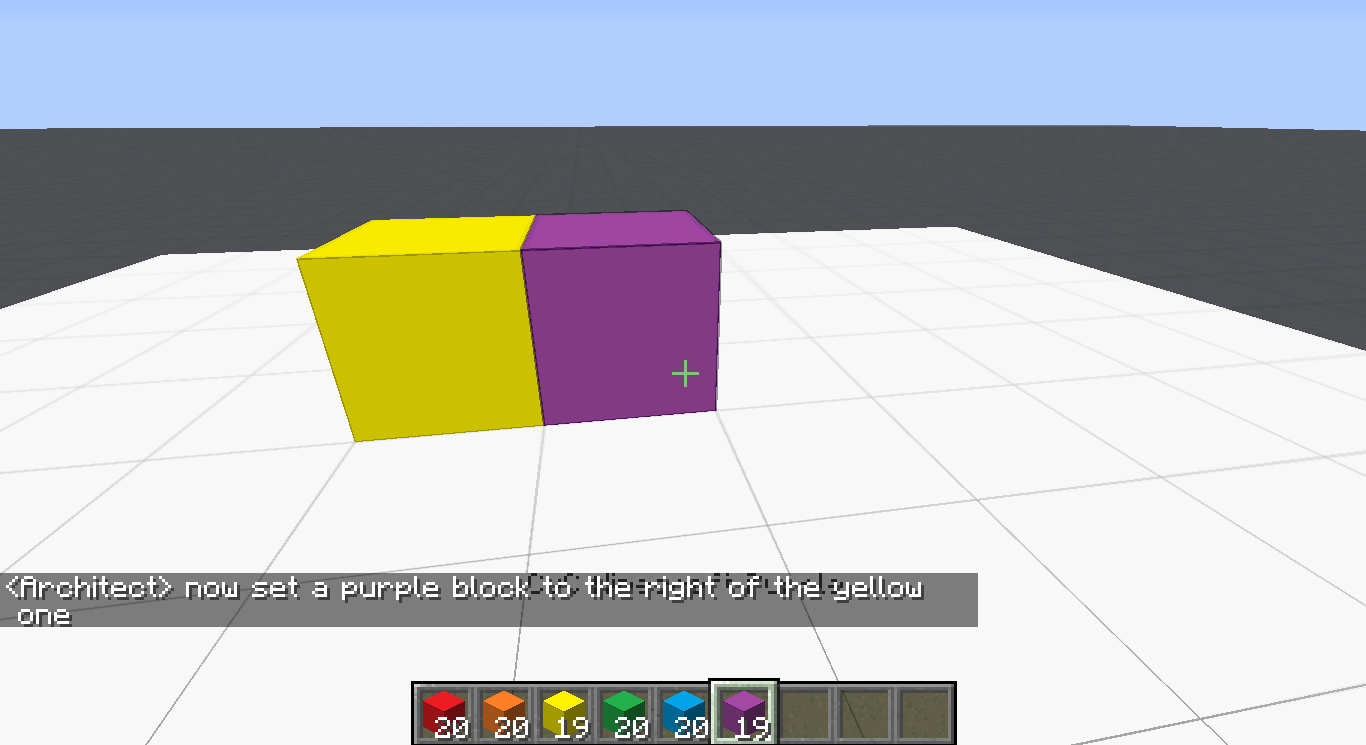 <Architect> now set a purple block to the right of the yellow
one
20 20 19 20 20 19